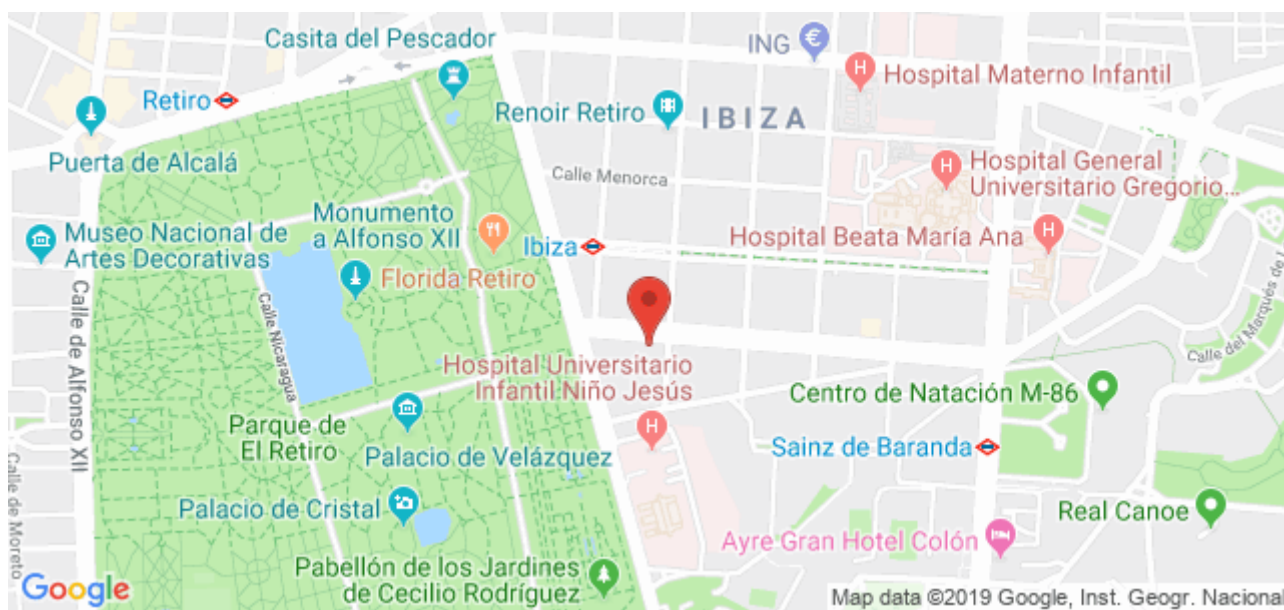 Casita del Pescador
ING
€
H
Hospital Materno Infantil
Retiro
Renoir Retiro
IBIZA
Puerta de Alcalá
Calle Menorca
H
Hospital General
Universitario Gregorio...
Museo Nacional de
Artes Decorativas
Monumento
a Alfonso XII
Ibiza
Hospital Beata María Ana
H
Florida Retiro
Calle de Alfonso XII
Calle Nicaragua
Calle del Marqués de L
Hospital Universitario
Infantil Niño Jesús
H
Centro de Natación M-86
Parque de
El Retiro
Palacio de Velázquez
Sainz de Baranda
Calle de Moreto
Palacio de Cristal
Real Canoe
Ayre Gran Hotel Colón
Pabellón de los Jardines
de Cecilio Rodríguez
Google
Map data ©2019 Google, Inst. Geogr. Naciona